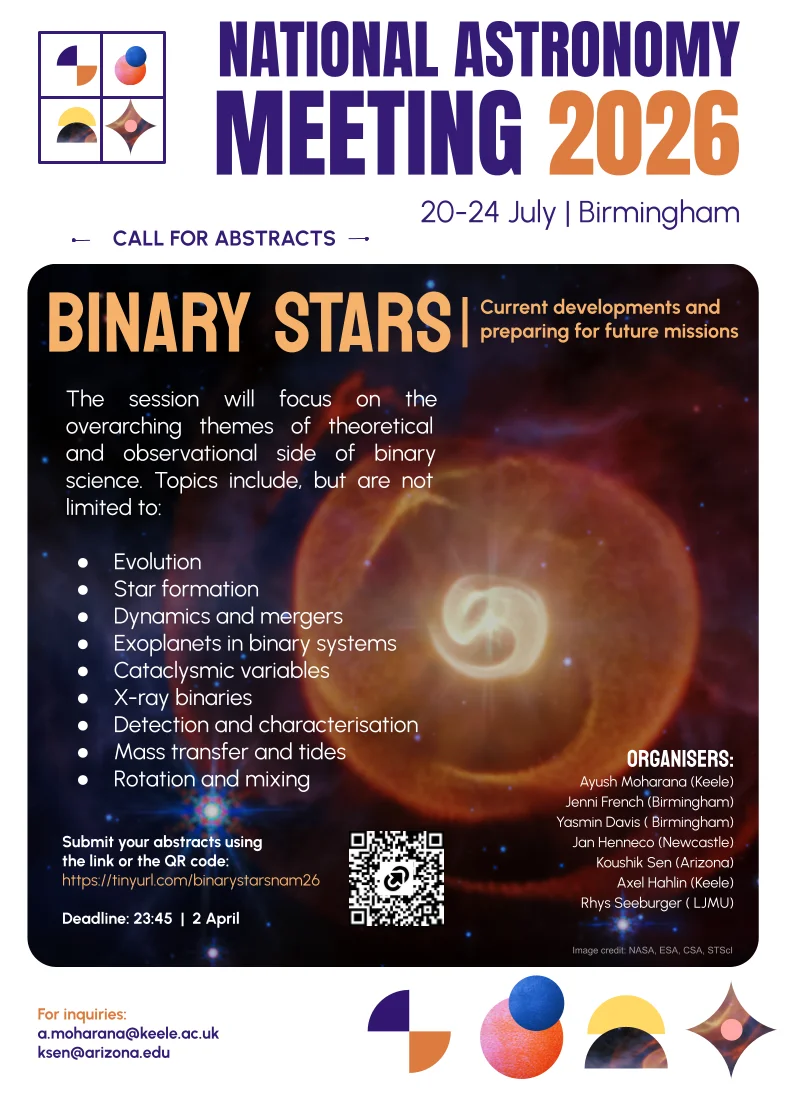 NATIONAL ASTRONOMY
MEETING 2026
20-24 July | Birmingham
CALL FOR ABSTRACTS
BINARY STARS
Current developments and
preparing for future missions
The session will focus on the
overarching themes of theoretical
and observational side of binary
science. Topics include, but are not
limited to:
● Evolution
● Star formation
● Dynamics and mergers
● Exoplanets in binary systems
● Cataclysmic variables
● X-ray binaries
● Detection and characterisation
● Mass transfer and tides
● Rotation and mixing
Submit your abstracts using
the link or the QR code:
https://tinyurl.com/binarystarsnam26
Deadline: 23:45 | 2 April
ORGANISERS:
Ayush Moharana (Keele)
Jenni French (Birmingham)
Yasmin Davis ( Birmingham)
Jan Henneco (Newcastle)
Koushik Sen (Arizona)
Axel Hahlin (Keele)
Rhys Seeburger ( LJMU)
Image credit: NASA, ESA, CSA, STScI
For inquiries:
a.moharana@keele.ac.uk
ksen@arizona.edu